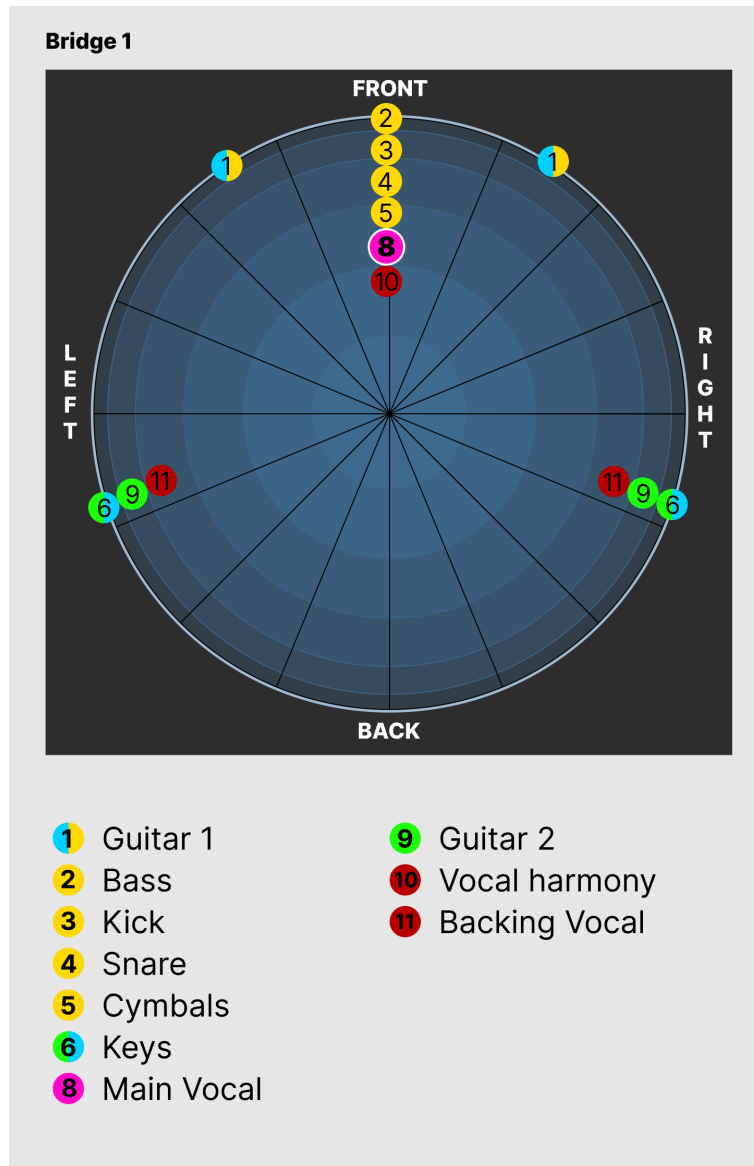 Bridge 1
FRONT
2
1
3
1
4
5
8
10
LEFT
RIGHT
11
9
6
11
9
6
BACK
1 Guitar 1
2 Bass
3 Kick
4 Snare
5 Cymbals
6 Keys
8 Main Vocal
9 Guitar 2
10 Vocal harmony
11 Backing Vocal